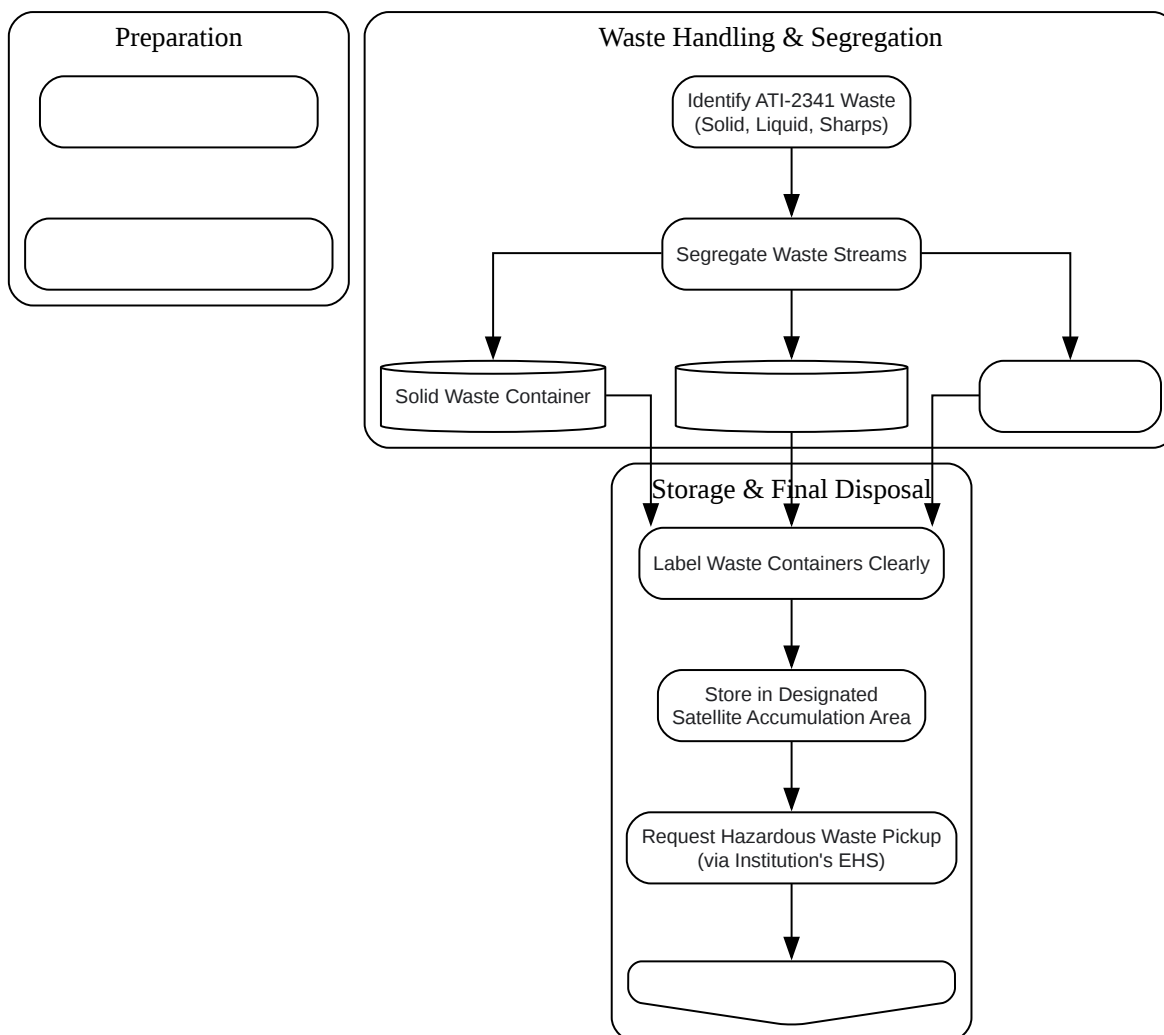 Preparation
Waste Handling & Segregation
Identify ATI-2341 Waste
(Solid, Liquid, Sharps)
Segregate Waste Streams
Solid Waste Container
Storage & Final Disposal
Label Waste Containers Clearly
Store in Designated
Satellite Accumulation Area
Request Hazardous Waste Pickup
(via Institution's EHS)